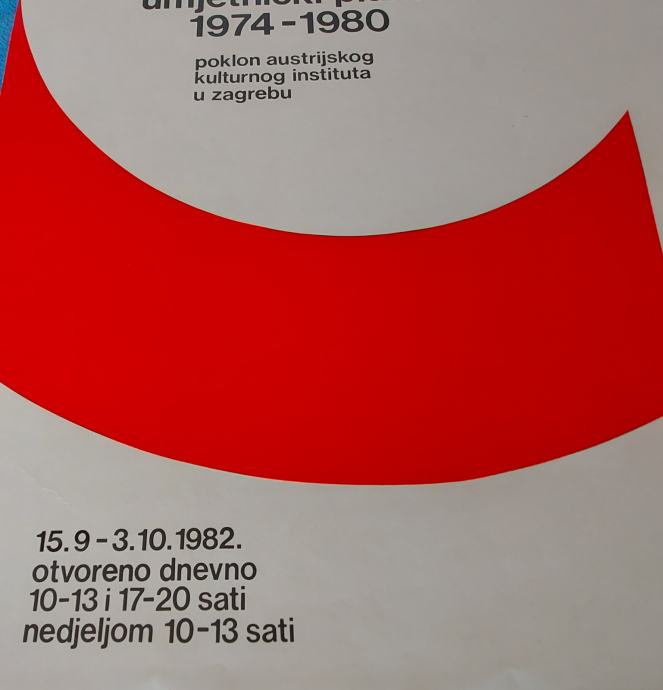 umjetnički
1974-1980
poklon austrijskog
kulturnog instituta
u zagrebu
15.9-3.10.1982.
otvoreno dnevno
10-13 i 17-20 sati
nedjeljom 10-13 sati